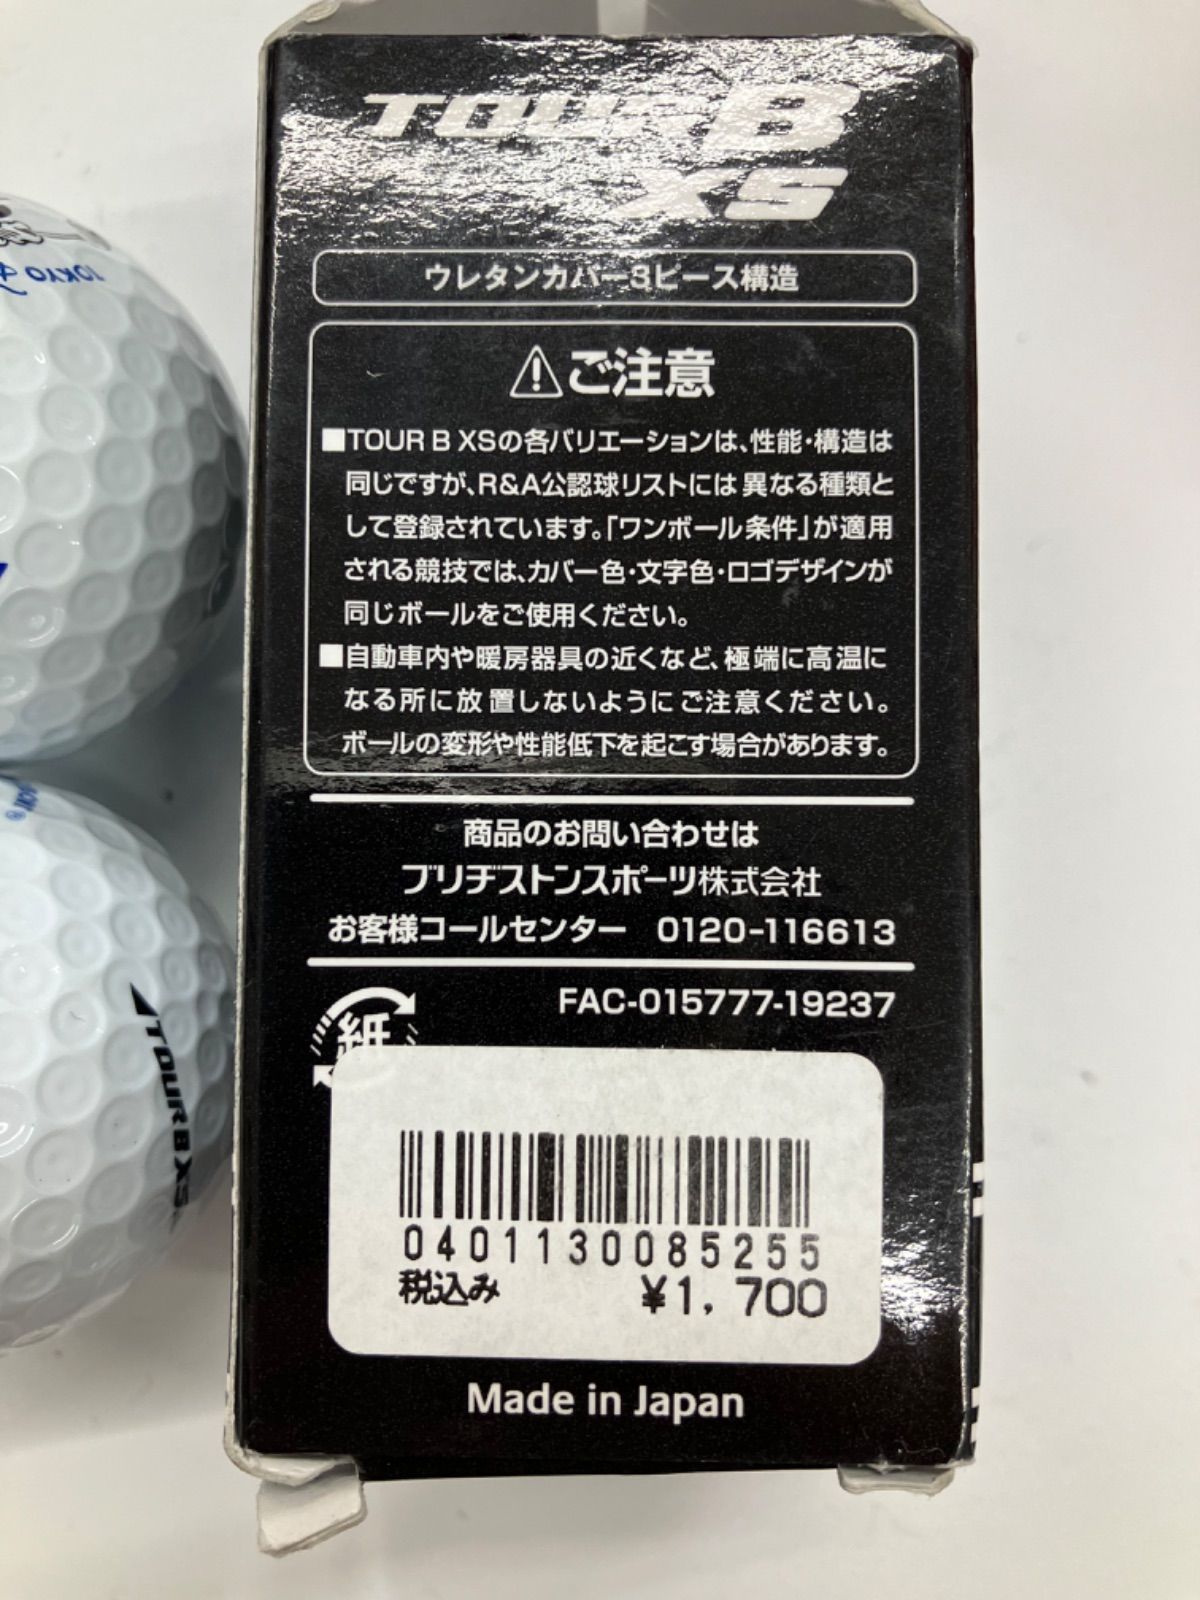 TOUR B
XS
ウレタンカバー3ピース構造
ご注意
■TOUR B XSの各バリエーションは、性能・構造は
同じですが、R&A公認球リストには異なる種類と
して登録されています。「ワンボール条件」が適用
される競技では、カバー色・文字色・ロゴデザインが
同じボールをご使用ください。
■自動車内や暖房器具の近くなど、極端に高温に
なる所に放置しないようにご注意ください。
ボールの変形や性能低下を起こす場合があります。
商品のお問い合わせは
ブリヂストンスポーツ株式会社
お客様コールセンター 0120-116613
FAC-015777-19237
紙
0401130085255
税込み ¥1,700
Made in Japan
TOKYO
TOUR B XS